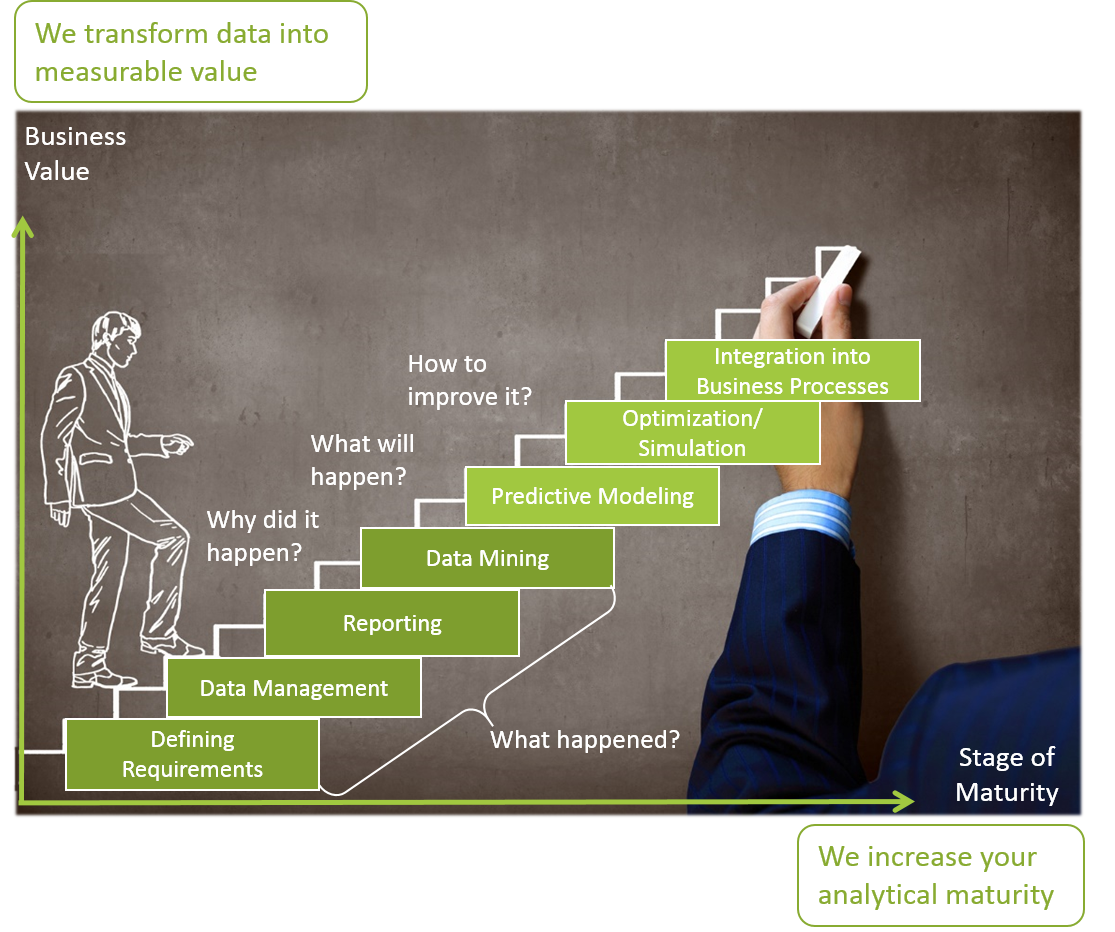 We transform data into
measurable value
Business
Value
How to
improve it?
What will
happen?
Why did it
happen?
Integration into
Business Processes
Optimization/
Simulation
Predictive Modeling
Data Mining
Reporting
Data Management
Defining
Requirements
What happened?
Stage of
Maturity
We increase your
analytical maturity